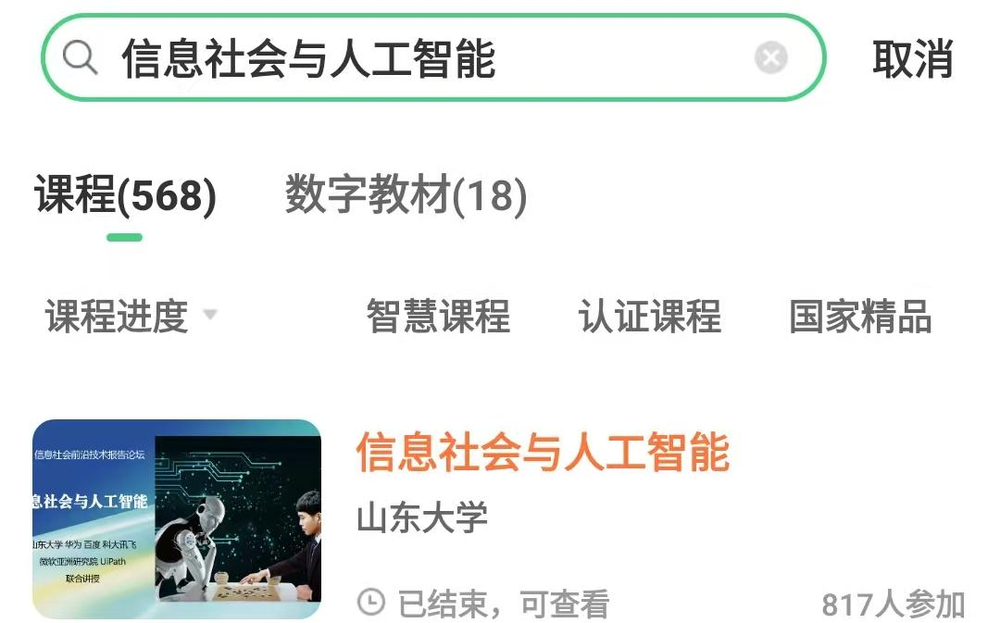 信息社会与人工智能
取消
课程(568) 数字教材(18)
课程进度 智慧课程 认证课程 国家精品
信息社会前沿技术报告论坛
息社会与人工智能
山东大学 华为 百度 科大讯飞
微软亚洲研究院 UiPath
联合讲授
信息社会与人工智能
山东大学
已结束，可查看 817人参加